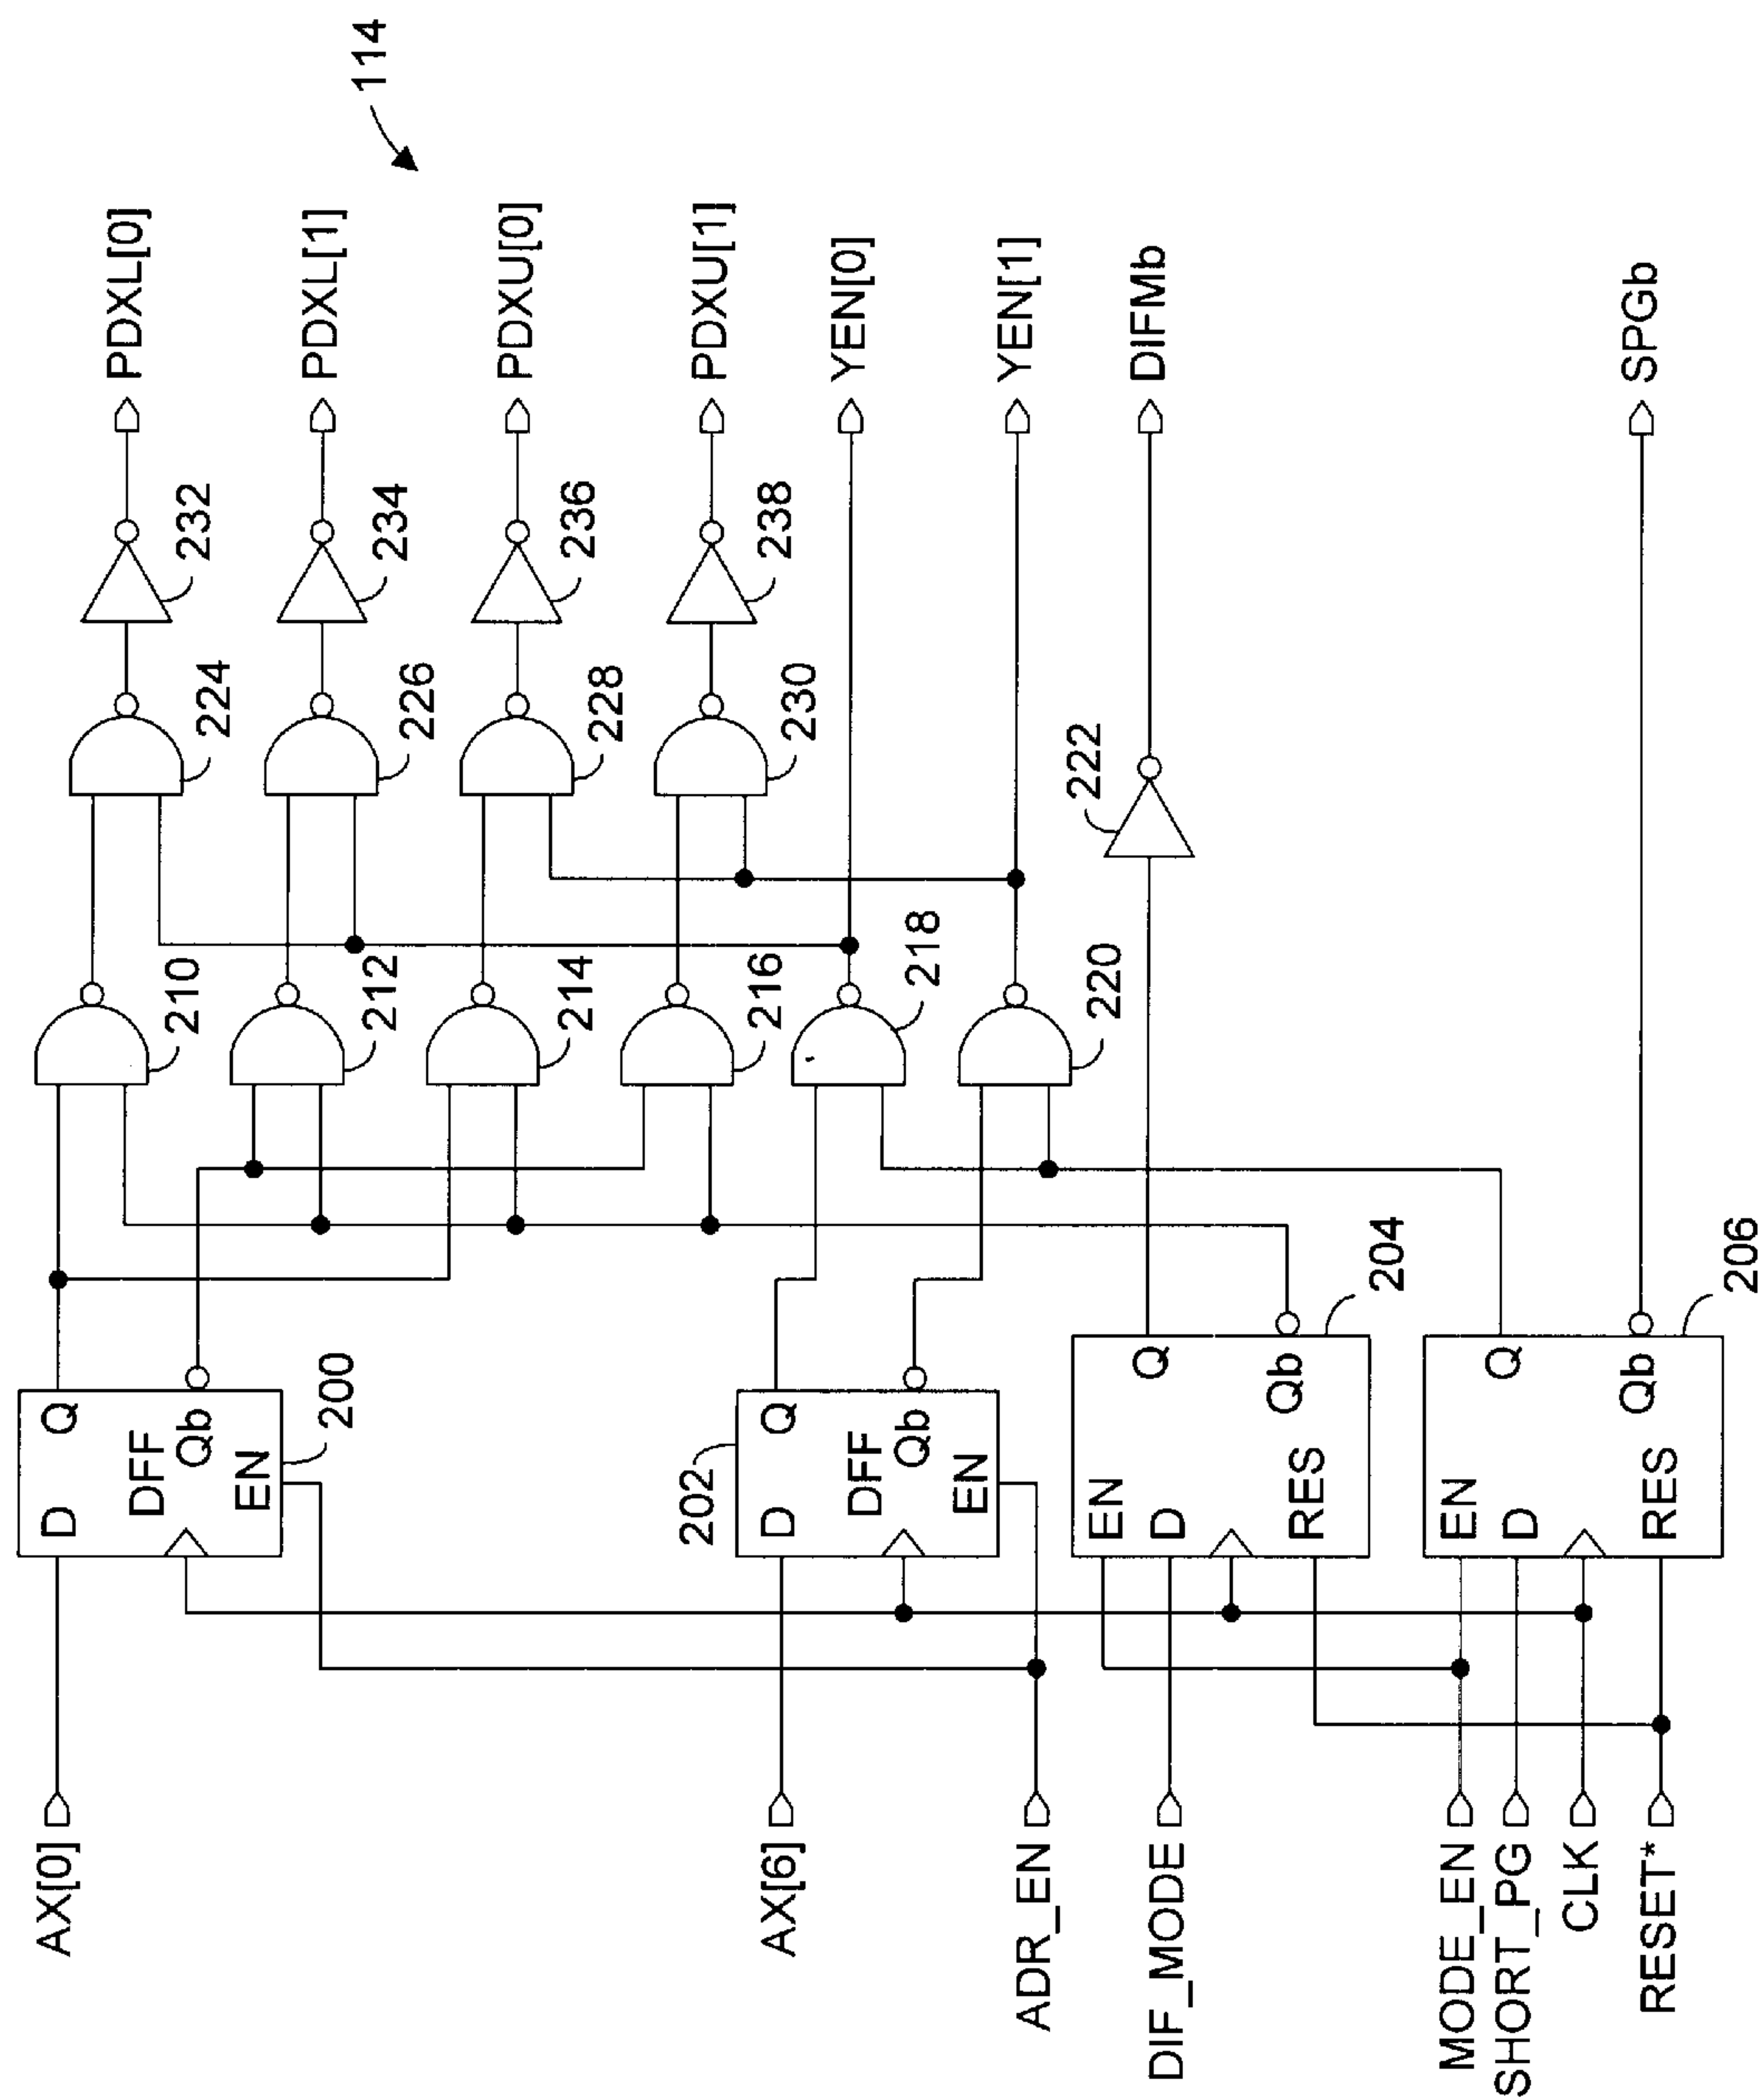 114
PDXL[0]
PDXL[1]
PDXU[0]
PDXU[1]
YEN[0]
YEN[1]
DIFMb
SPGb
232
234
236
238
224
226
228
230
222
210
212
214
216
218
220
D Q
DFF
Qb
EN
200
202
D Q
DFF
Qb
EN
EN
D Q
Qb
RES
204
EN
D Q
Qb
RES
206
AX[0]
AX[6]
ADR_EN
DIF_MODE
MODE_EN
SHORT_PG
CLK
RESET*